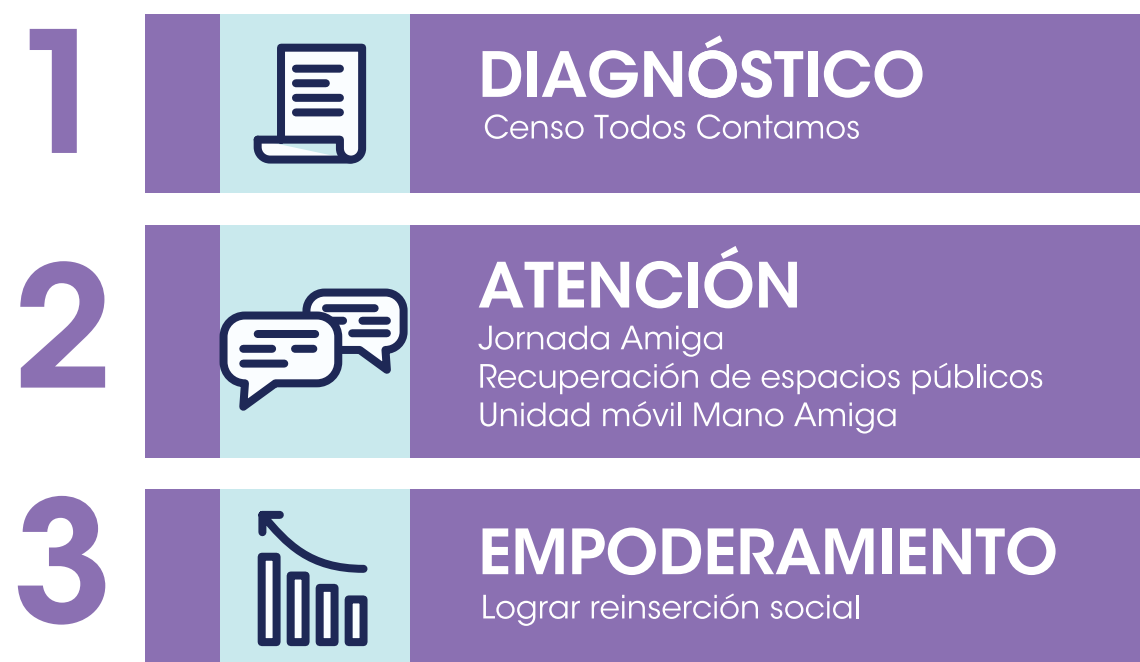 1
DIAGNÓSTICO
Censo Todos Contamos
2
ATENCIÓN
Jornada Amiga
Recuperación de espacios públicos
Unidad móvil Mano Amiga
3
EMPODERAMIENTO
Lograr reinserción social